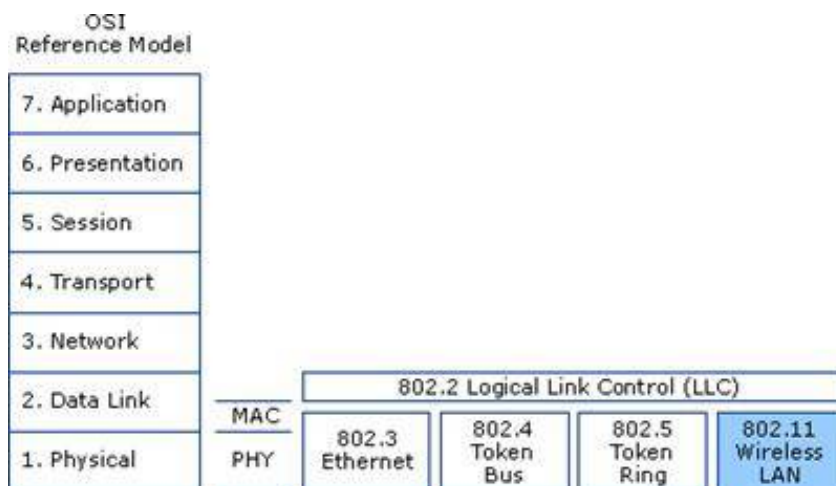 OSI
Reference Model
7. Application
6. Presentation
5. Session
4. Transport
3. Network
2. Data Link
1. Physical
MAC
PHY
802.2 Logical Link Control (LLC)
802.3
Ethernet
802.4
Token
Bus
802.5
Token
Ring
802.11
Wireless
LAN